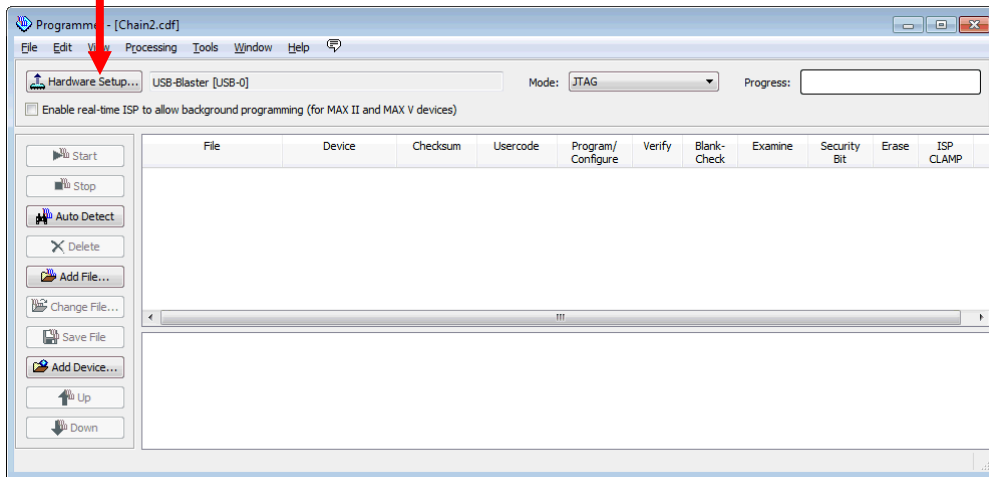 Programmer - [Chain2.cdf]
File Edit View Processing Tools Window Help
Hardware Setup... USB-Blaster [USB-0] Mode: JTAG Progress:
Enable real-time ISP to allow background programming (for MAX II and MAX V devices)
File Device Checksum Usercode Program/ Configure Verify Blank- Check Examine Security Bit Erase ISP CLAMP
Start
Stop
Auto Detect
Delete
Add File...
Change File...
Save File
Add Device...
Up
Down